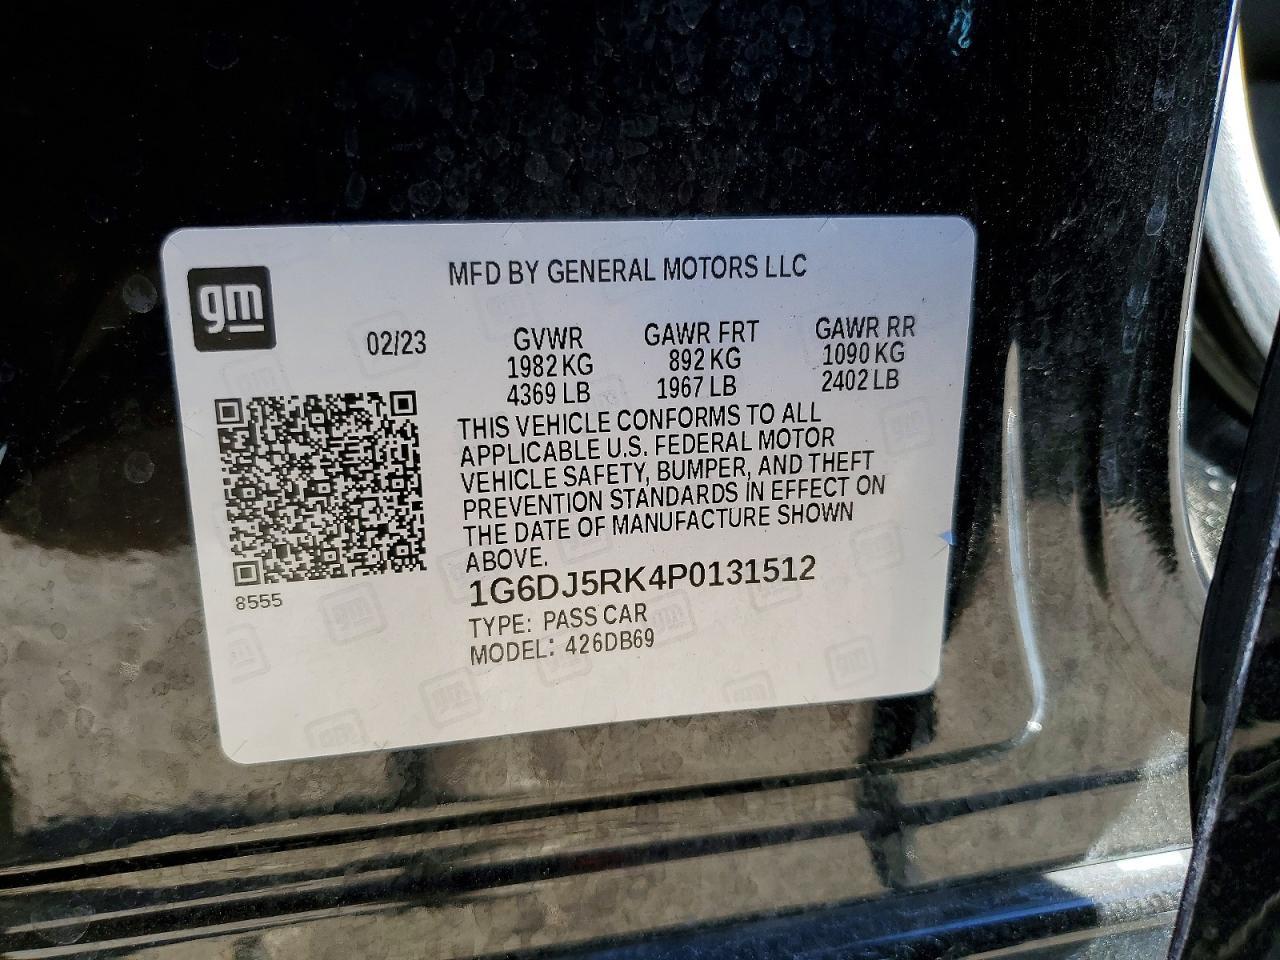 gm
MFD BY GENERAL MOTORS LLC
02/23
GVWR GAWR FRT GAWR RR
1982 KG 892 KG 1090 KG
4369 LB 1967 LB 2402 LB
THIS VEHICLE CONFORMS TO ALL
APPLICABLE U.S. FEDERAL MOTOR
VEHICLE SAFETY, BUMPER, AND THEFT
PREVENTION STANDARDS IN EFFECT ON
THE DATE OF MANUFACTURE SHOWN
ABOVE.
1G6DJ5RK4P0131512
8555
TYPE: PASS CAR
MODEL: 426DB69